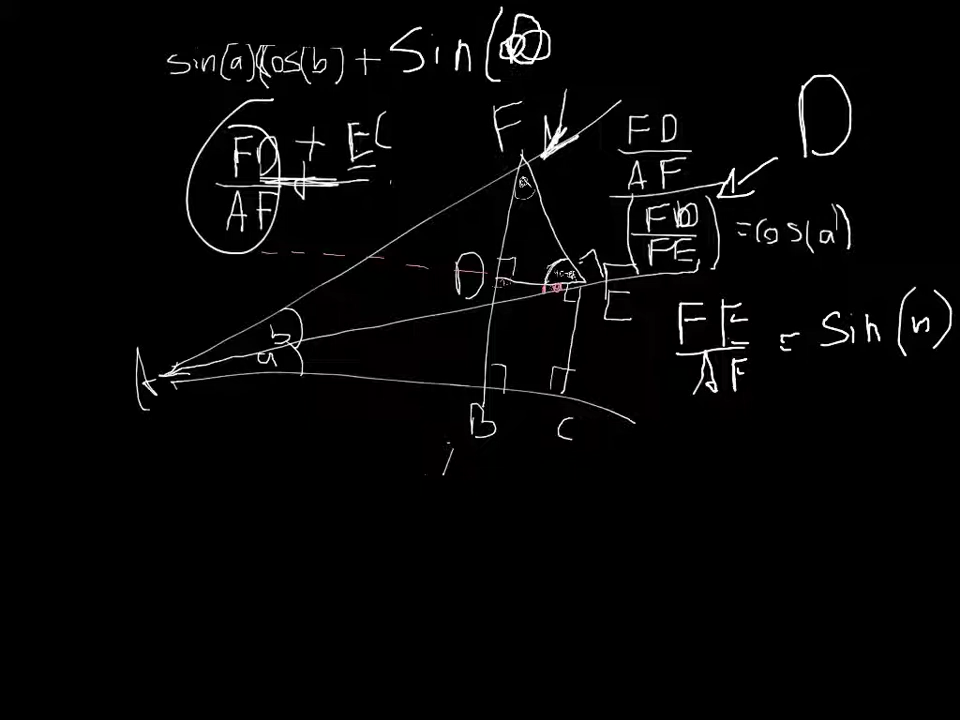 sin(a)cos(b) + Sin(
FD + EC
AF
F
FD
AF
FD
FE
= cos(a)
D
D
E
FE = Sin(n)
AF
b
a
A
B
C